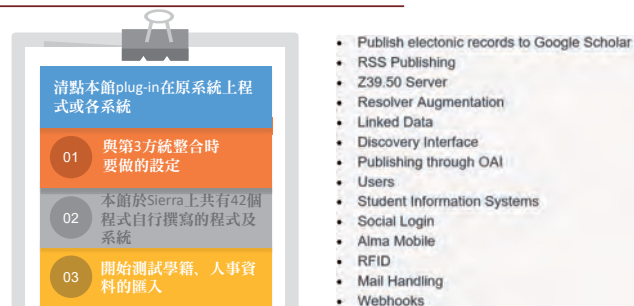 清點本館plug-in在原系統上程
式或各系統
01
與第3方統整合時
要做的設定
02
本館於Sierra上共有42個
程式自行撰寫的程式及
系統
03
開始測試學籍、人事資
料的匯入
• Publish electonic records to Google Scholar
• RSS Publishing
• Z39.50 Server
• Resolver Augmentation
• Linked Data
• Discovery Interface
• Publishing through OAI
• Users
• Student Information Systems
• Social Login
• Alma Mobile
• RFID
• Mail Handling
• Webhooks